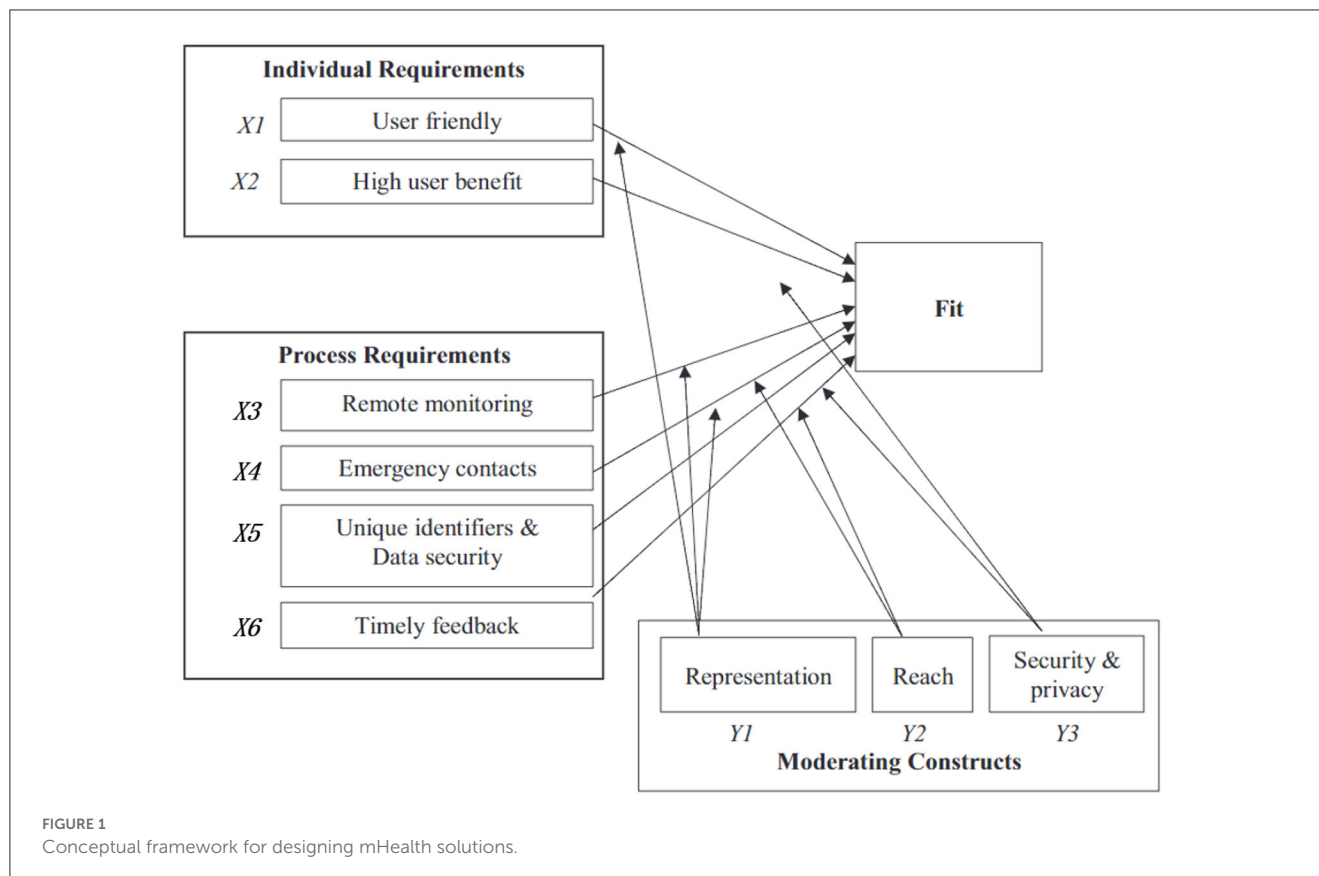 Individual Requirements
X1 User friendly
X2 High user benefit
Fit
Process Requirements
X3 Remote monitoring
X4 Emergency contacts
X5 Unique identifiers &
Data security
X6 Timely feedback
Representation Reach Security &
privacy
Y1 Y2 Y3
Moderating Constructs
FIGURE 1
Conceptual framework for designing mHealth solutions.